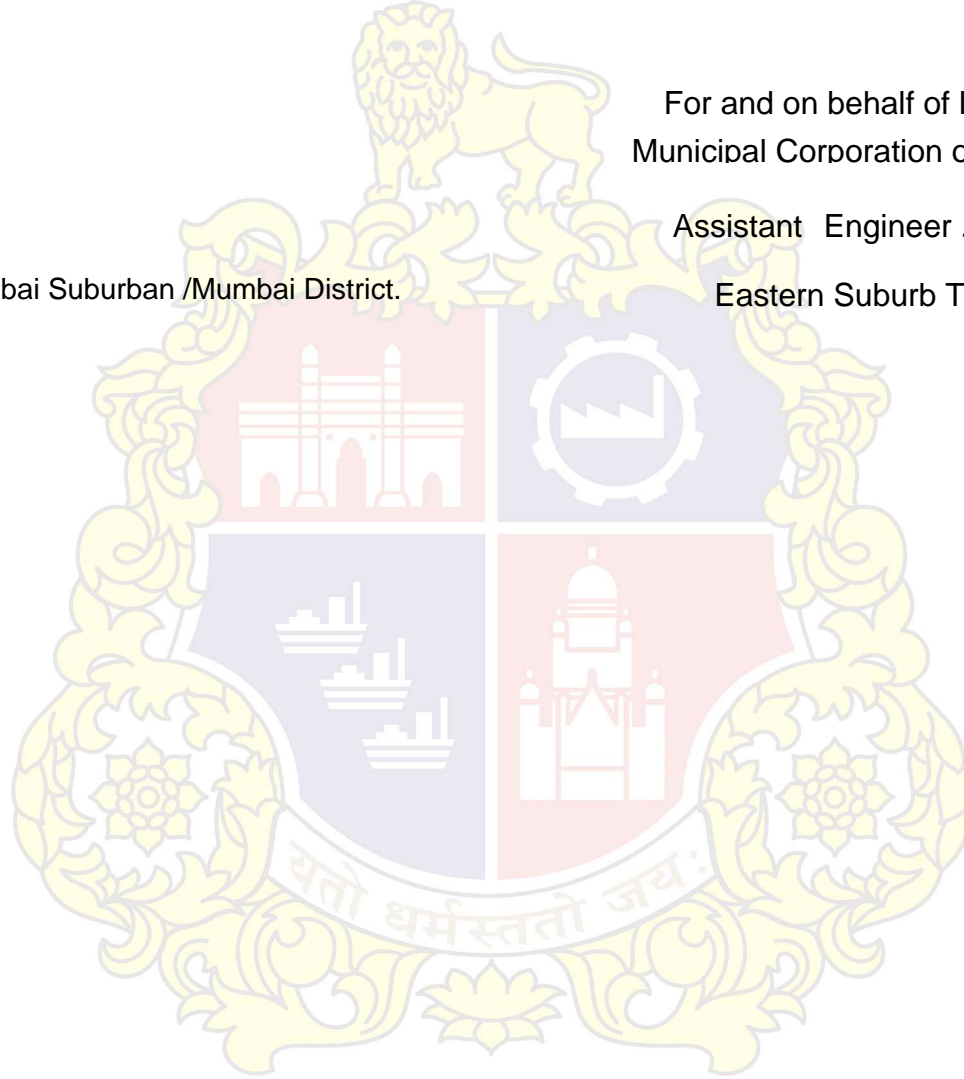 For and on behalf of
Municipal Corporation
Assistant Engineer .
bai Suburban /Mumbai District.
Eastern Suburb T
यतो धर्मस्ततो जय: